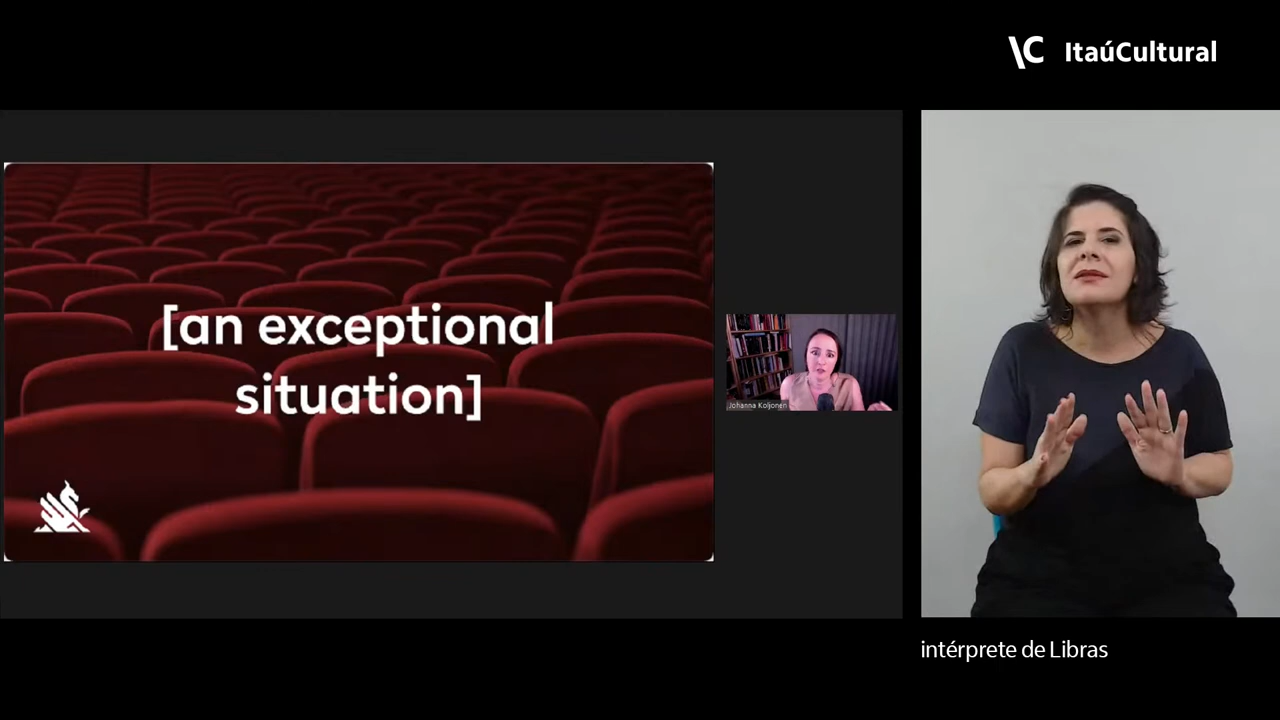 \C ItaúCultural
[an exceptional
situation]
Johanna Koljonen
intérprete de Libras